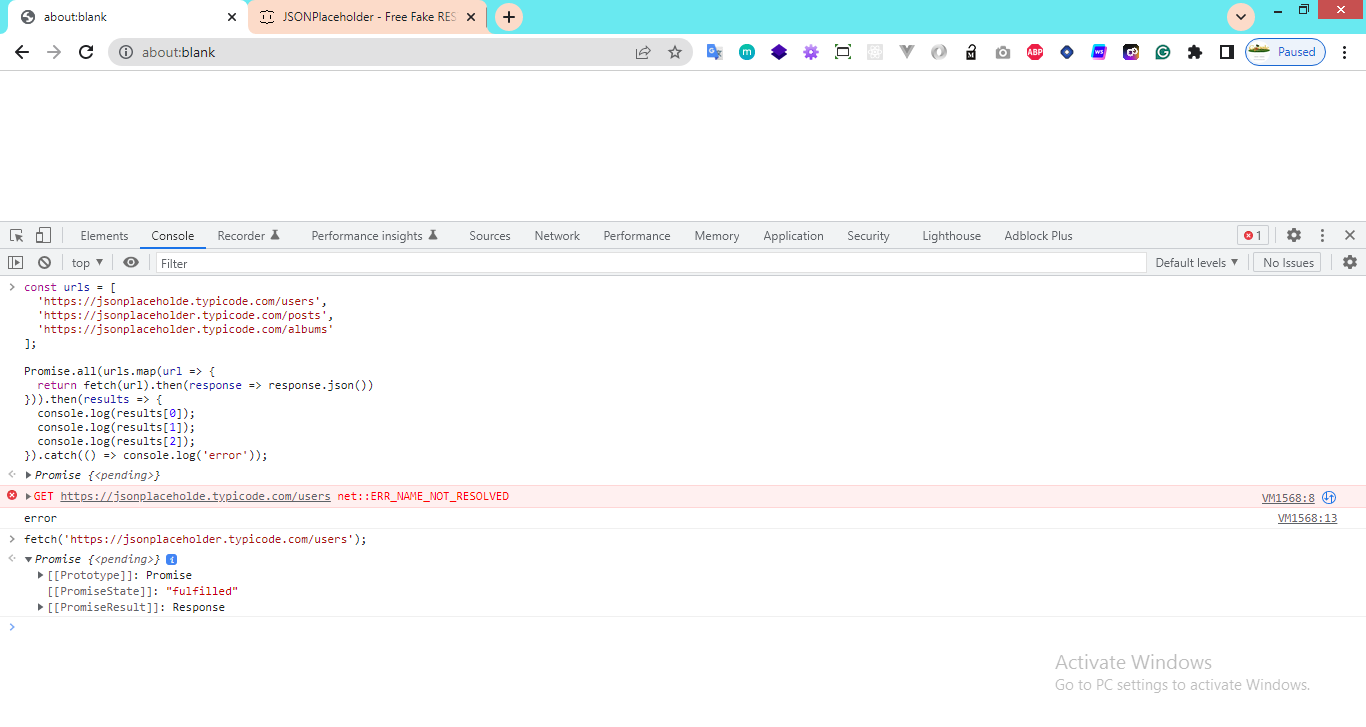 about:blank
JSONPlaceholder - Free Fake RES
about:blank
m
M
ABP
WS
G
Paused
Elements Console Recorder Performance insights Sources Network Performance Memory Application Security Lighthouse Adblock Plus 1
top Filter Default levels No Issues
const urls = [
'https://jsonplaceholde.typicode.com/users',
'https://jsonplaceholder.typicode.com/posts',
'https://jsonplaceholder.typicode.com/albums'
];
Promise.all(urls.map(url => {
return fetch(url).then(response => response.json())
})).then(results => {
console.log(results[0]);
console.log(results[1]);
console.log(results[2]);
}).catch(() => console.log('error'));
Promise {<pending>}
GET https://jsonplaceholde.typicode.com/users net::ERR_NAME_NOT_RESOLVED VM1568:8
error VM1568:13
fetch('https://jsonplaceholder.typicode.com/users');
Promise {<pending>} i
[[Prototype]]: Promise
[[PromiseState]]: "fulfilled"
[[PromiseResult]]: Response
Activate Windows
Go to PC settings to activate Windows.